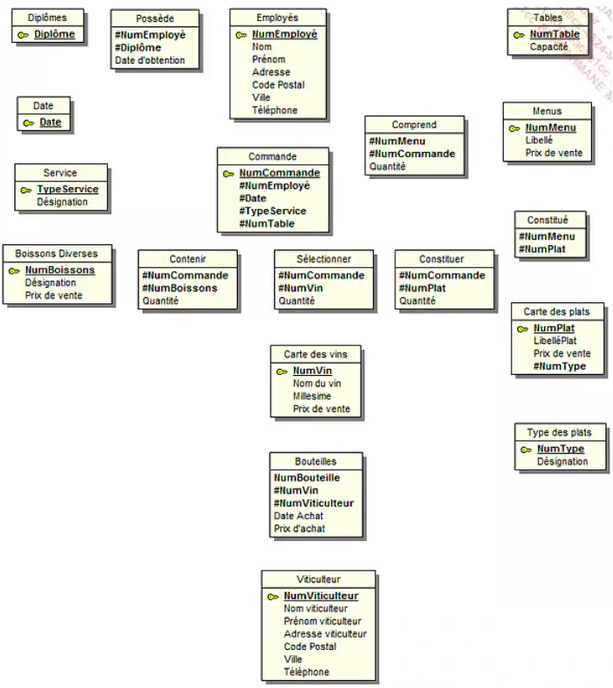 Diplômes
Diplôme
Possède
#NumEmployé
#Diplôme
Date d'obtention
Employés
NumEmployé
Nom
Prénom
Adresse
Code Postal
Ville
Téléphone
Tables
NumTable
Capacité
Date
Date
Comprend
#NumMenu
#NumCommande
Quantité
Menus
NumMenu
Libellé
Prix de vente
Service
TypeService
Désignation
Commande
NumCommande
#NumEmployé
#Date
#TypeService
#NumTable
Constitué
#NumMenu
#NumPlat
Boissons Diverses
NumBoissons
Désignation
Prix de vente
Contenir
#NumCommande
#NumBoissons
Quantité
Sélectionner
#NumCommande
#NumVin
Quantité
Constituer
#NumCommande
#NumPlat
Quantité
Carte des plats
NumPlat
LibelléPlat
Prix de vente
#NumType
Carte des vins
NumVin
Nom du vin
Millesime
Prix de vente
Type des plats
NumType
Désignation
Bouteilles
NumBouteille
#NumVin
#NumViticulteur
Date Achat
Prix d'achat
Viticulteur
NumViticulteur
Nom viticulteur
Prénom viticulteur
Adresse viticulteur
Code Postal
Ville
Téléphone